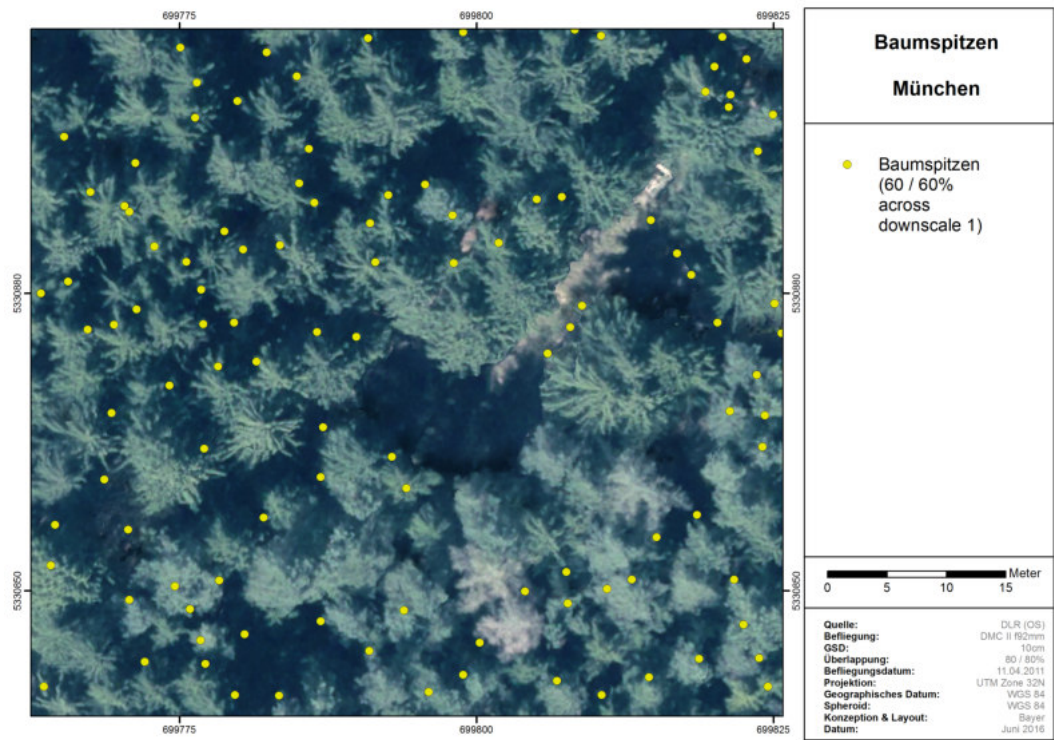 699775 699800 699825
Baumspitzen
München
Baumspitzen
(60 / 60%
across
downscale 1)
5330880 5330880
5330850 5330850
Meter
0 5 10 15
Quelle: DLR (OS)
Befliegung: DMC II f92mm
GSD: 10cm
Überlappung: 80 / 80%
Befliegungsdatum: 11.04.2011
Projektion: UTM Zone 32N
Geographisches Datum: WGS 84
Spheroid: WGS 84
Konzeption & Layout: Bayer
Datum: Juni 2016
699775 699800 699825